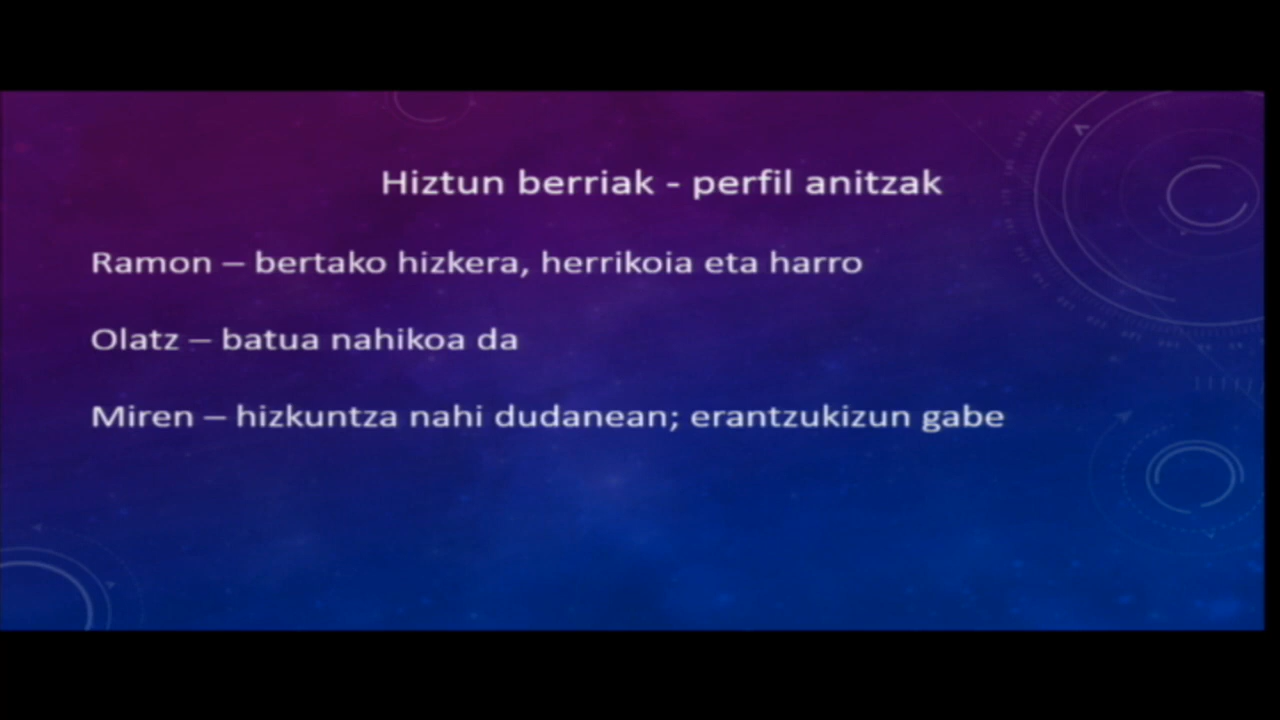 Hiztun berriak - perfil anitzak
Ramon – bertako hizkera, herrikoia eta harro
Olatz – batua nahikoa da
Miren – hizkuntza nahi dudanean; erantzukizun gabe